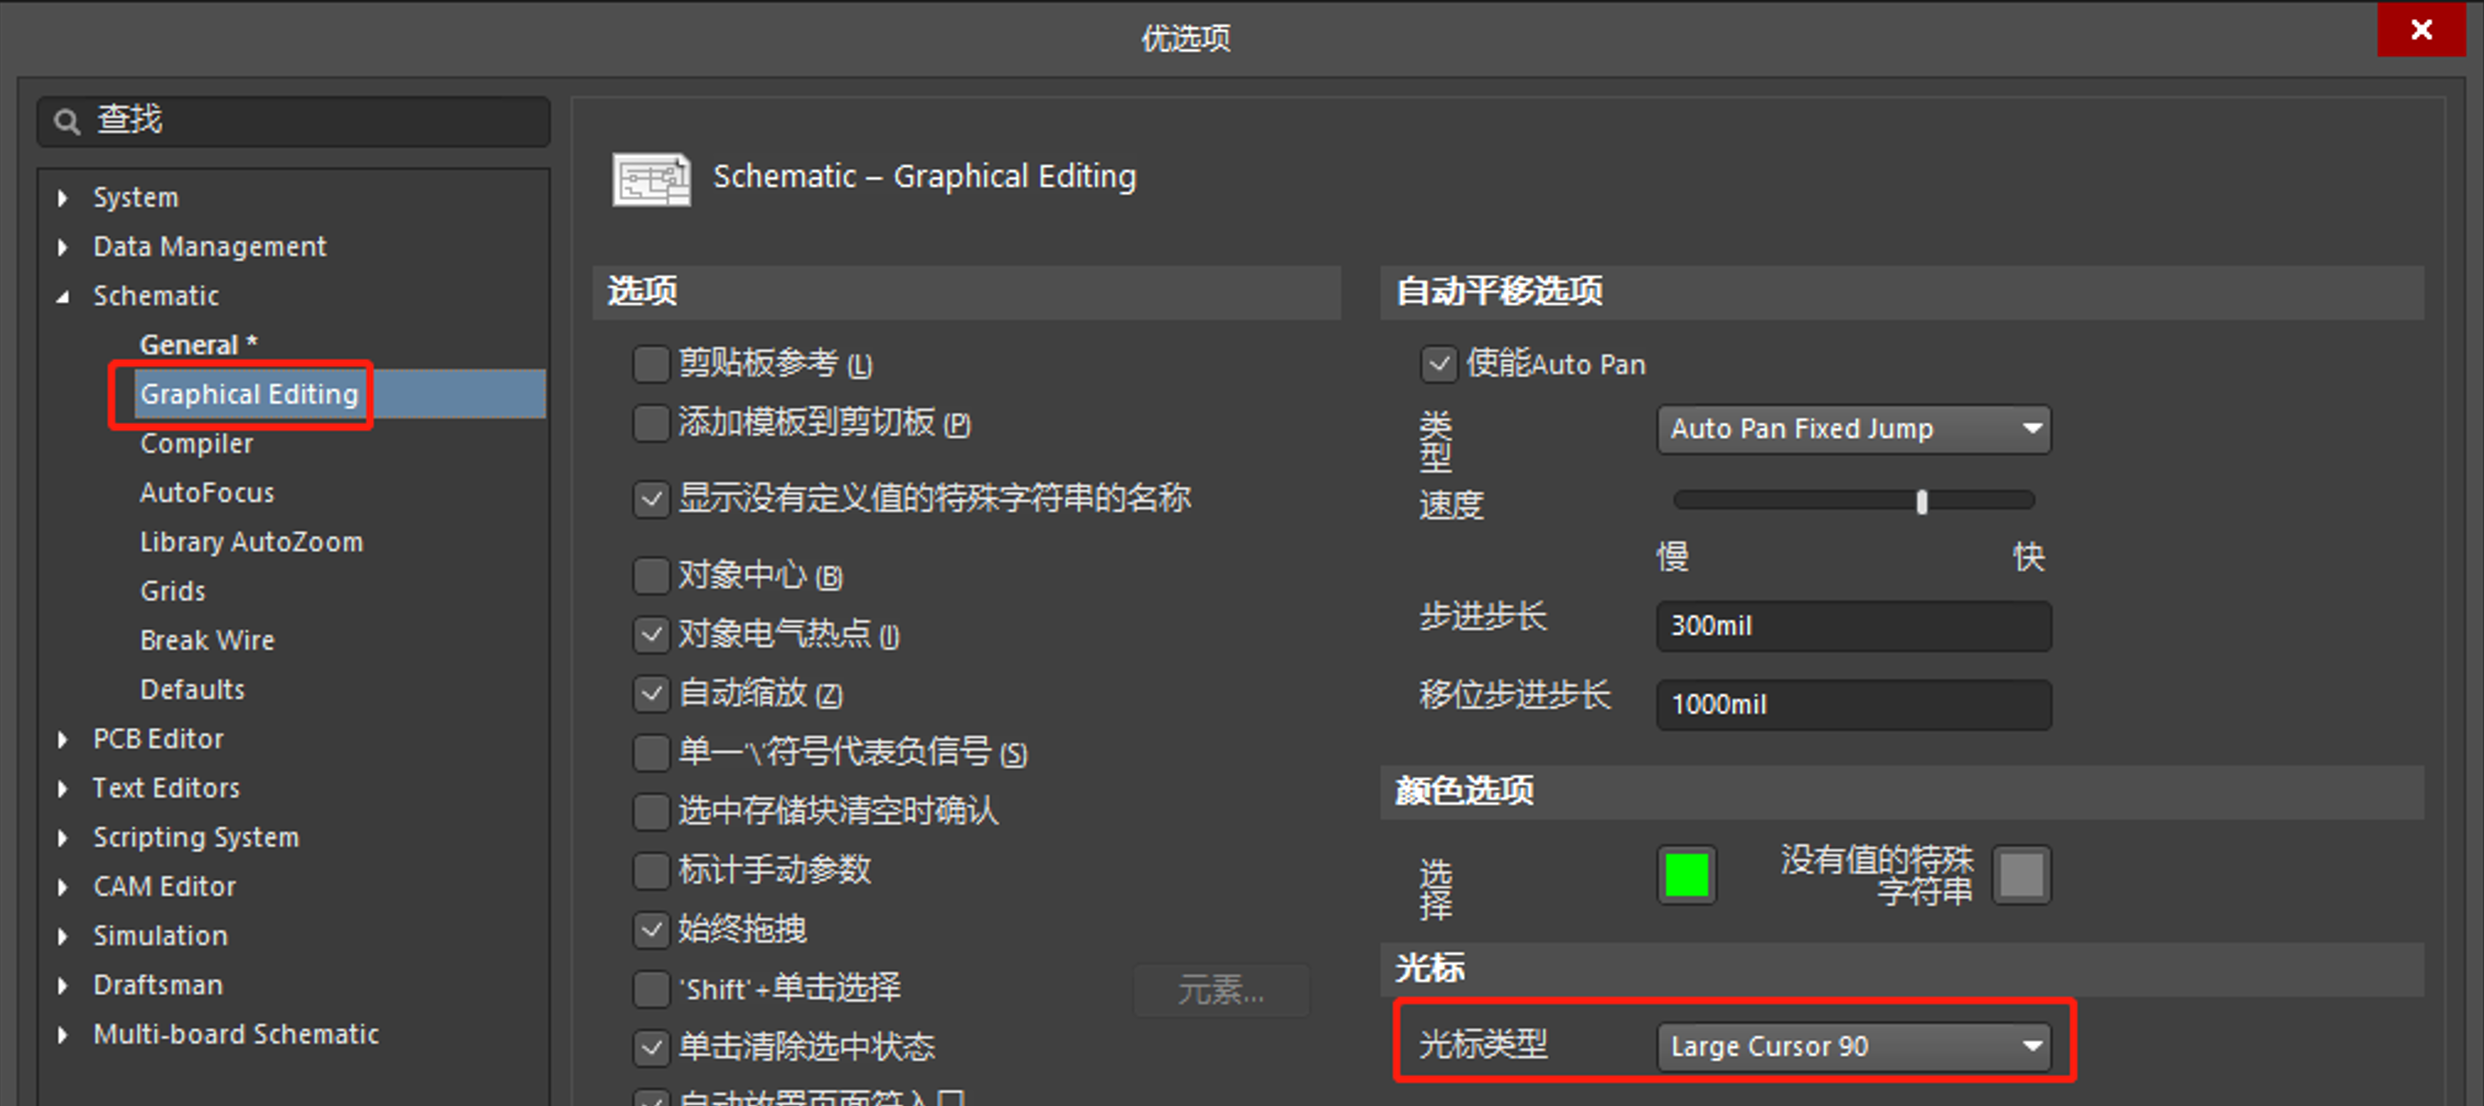 优选项
查找
System
Data Management
Schematic
General *
Graphical Editing
Compiler
AutoFocus
Library AutoZoom
Grids
Break Wire
Defaults
PCB Editor
Text Editors
Scripting System
CAM Editor
Simulation
Draftsman
Multi-board Schematic
Schematic – Graphical Editing
选项
剪贴板参考 (L)
添加模板到剪切板 (P)
显示没有定义值的特殊字符串的名称
对象中心 (B)
对象电气热点 (I)
自动缩放 (Z)
单一'\'符号代表负信号 (S)
选中存储块清空时确认
标计手动参数
始终拖拽
'Shift'+单击选择
元素...
单击清除选中状态
自动放置页面符入口
自动平移选项
使能Auto Pan
类型
Auto Pan Fixed Jump
速度
慢 快
步进步长
300mil
移位步进步长
1000mil
颜色选项
选择
没有值的特殊
字符串
光标
光标类型
Large Cursor 90